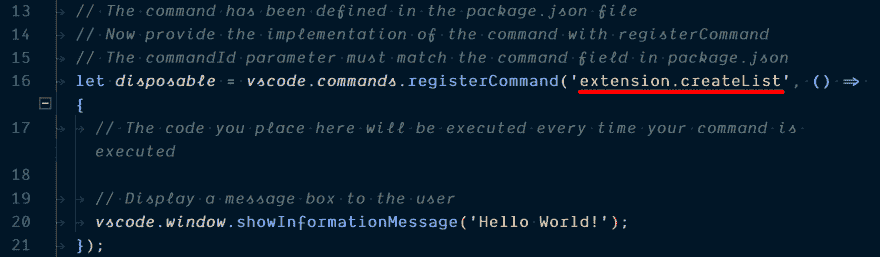 13 // The command has been defined in the package.json file
14 // Now provide the implementation of the command with registerCommand
15 // The commandId parameter must match the command field in package.json
16 let disposable = vscode.commands.registerCommand('extension.createList', () =>
{
17 // The code you place here will be executed every time your command is
executed
18
19 // Display a message box to the user
20 vscode.window.showInformationMessage('Hello World!');
21 });